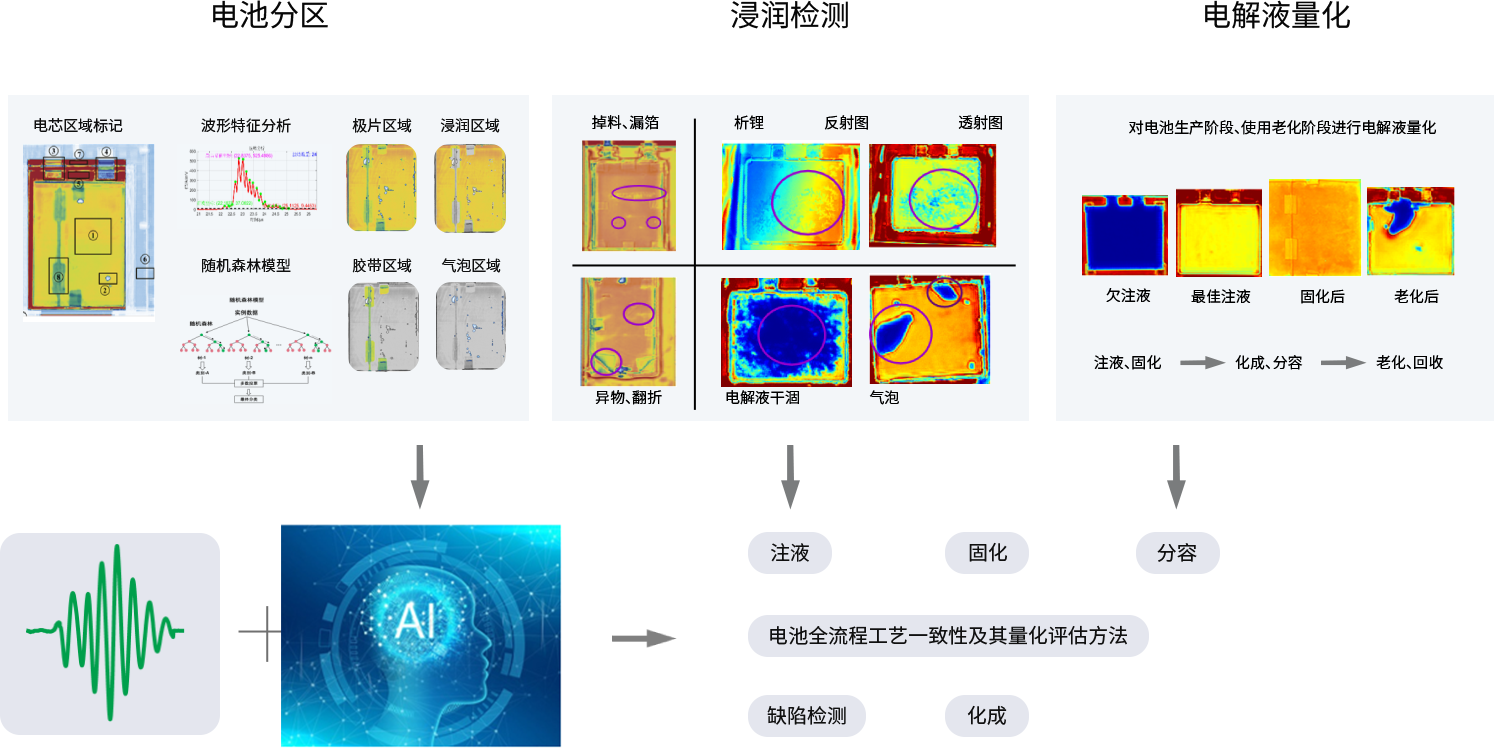 电池分区
浸润检测
电解液量化
电芯区域标记
波形特征分析
极片区域
浸润区域
③
⑦
④
⑤
①
⑥
⑧
②
随机森林模型
胶带区域
气泡区域
随机森林模型
实例数据
随机森林
树-1
树-2
树-n
类别-A
类别-B
类别-B
多数投票
最终分类
掉料、漏箔
析锂
反射图
透射图
异物、翻折
电解液干涸
气泡
对电池生产阶段、使用老化阶段进行电解液量化
欠注液
最佳注液
固化后
老化后
注液、固化
化成、分容
老化、回收
AI
注液
固化
分容
电池全流程工艺一致性及其量化评估方法
缺陷检测
化成